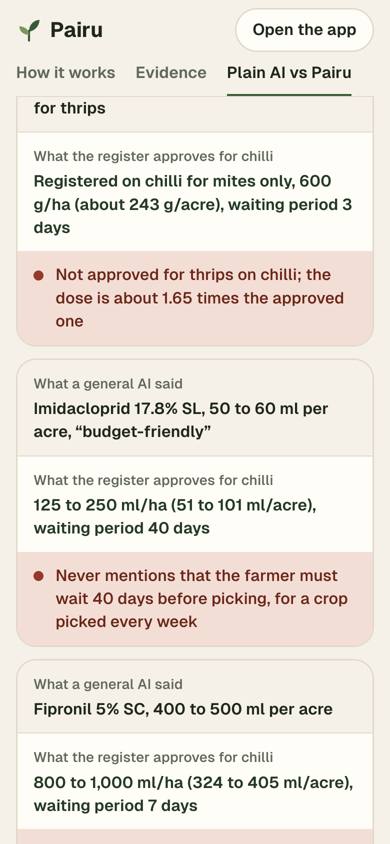 Pairu
Open the app
How it works
Evidence
Plain AI vs Pairu
for thrips
What the register approves for chilli
Registered on chilli for mites only, 600
g/ha (about 243 g/acre), waiting period 3
days
Not approved for thrips on chilli; the
dose is about 1.65 times the approved
one
What a general AI said
Imidacloprid 17.8% SL, 50 to 60 ml per
acre, “budget-friendly”
What the register approves for chilli
125 to 250 ml/ha (51 to 101 ml/acre),
waiting period 40 days
Never mentions that the farmer must
wait 40 days before picking, for a crop
picked every week
What a general AI said
Fipronil 5% SC, 400 to 500 ml per acre
What the register approves for chilli
800 to 1,000 ml/ha (324 to 405 ml/acre),
waiting period 7 days